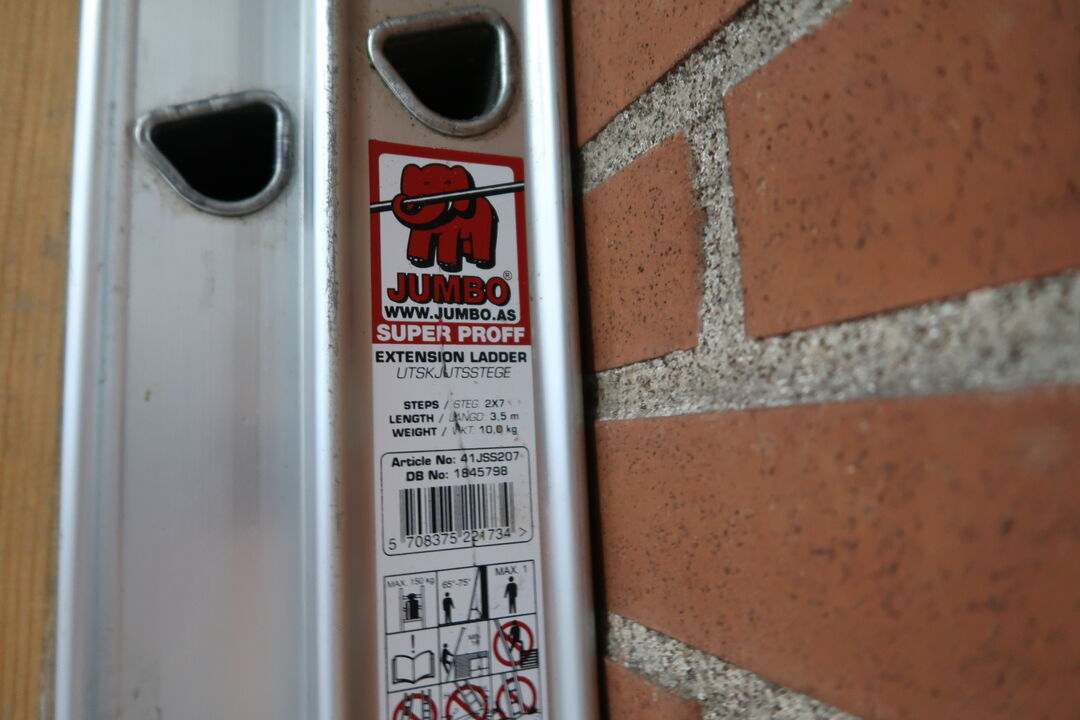 JUMBO®
WWW.JUMBO.AS
SUPER PROFF
EXTENSION LADDER
UTSKJUTSSTEGE
STEPS / STEG: 2X7
LENGTH / LÄNGD: 3,5 m
WEIGHT / VIKT: 10,0 kg
Article No: 41JSS207
DB No: 1845798
5 708375 221734 >
MAX. 150 kg
65°-75°
MAX. 1